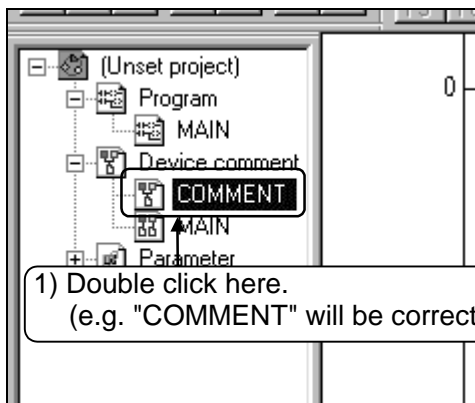 (Unset project)
0
Program
MAIN
Device comment
COMMENT
MAIN
Parameter
1) Double click here.
(e.g. "COMMENT" will be correct